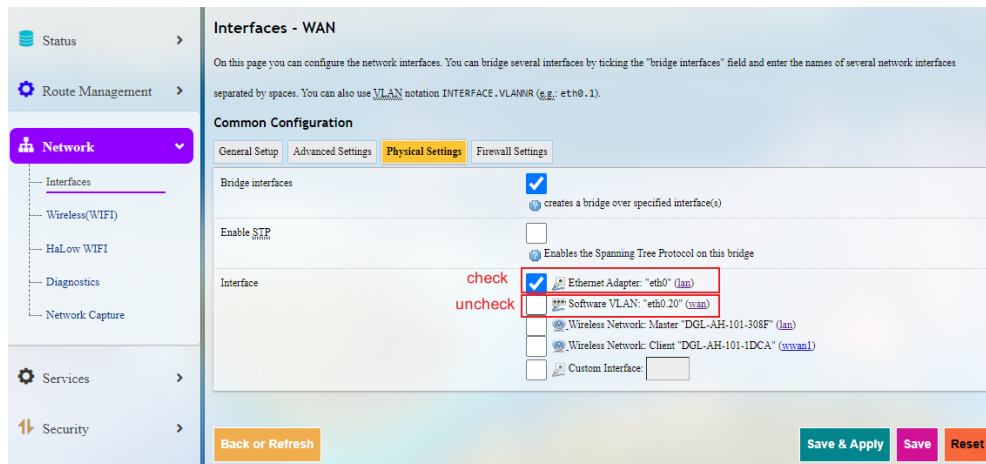 Status
Route Management
Network
Interfaces
Wireless(WIFI)
HaLow WIFI
Diagnostics
Network Capture
Services
Security
Interfaces - WAN
On this page you can configure the network interfaces. You can bridge several interfaces by ticking the "bridge interfaces" field and enter the names of several network interfaces
separated by spaces. You can also use VLAN notation INTERFACE.VLANNR (e.g.: eth0.1).
Common Configuration
General Setup Advanced Settings Physical Settings Firewall Settings
Bridge interfaces
creates a bridge over specified interface(s)
Enable STP
Enables the Spanning Tree Protocol on this bridge
Interface
check Ethernet Adapter: "eth0" (lan)
uncheck Software VLAN: "eth0.20" (wan)
Wireless Network: Master "DGL-AH-101-308F" (lan)
Wireless Network: Client "DGL-AH-101-1DCA" (wwan1)
Custom Interface:
Back or Refresh Save & Apply Save Reset